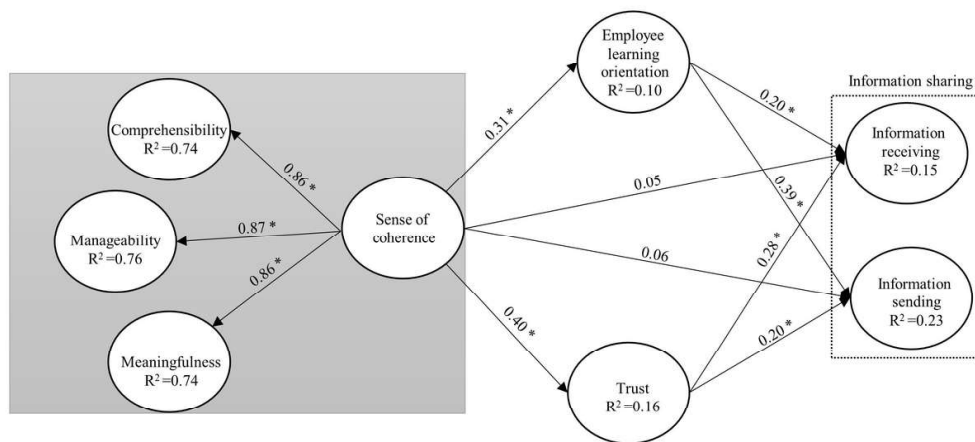 Employee
learning
orientation
R² =0.10
Information sharing
Comprehensibility
R² =0.74
0.31 *
0.20 *
Information
receiving
R² =0.15
0.86 *
0.05
0.39 *
Manageability
R² =0.76
0.87 *
Sense of
coherence
0.86 *
0.06
0.28 *
Information
sending
R² =0.23
0.40 *
0.20 *
Meaningfulness
R² =0.74
Trust
R² =0.16